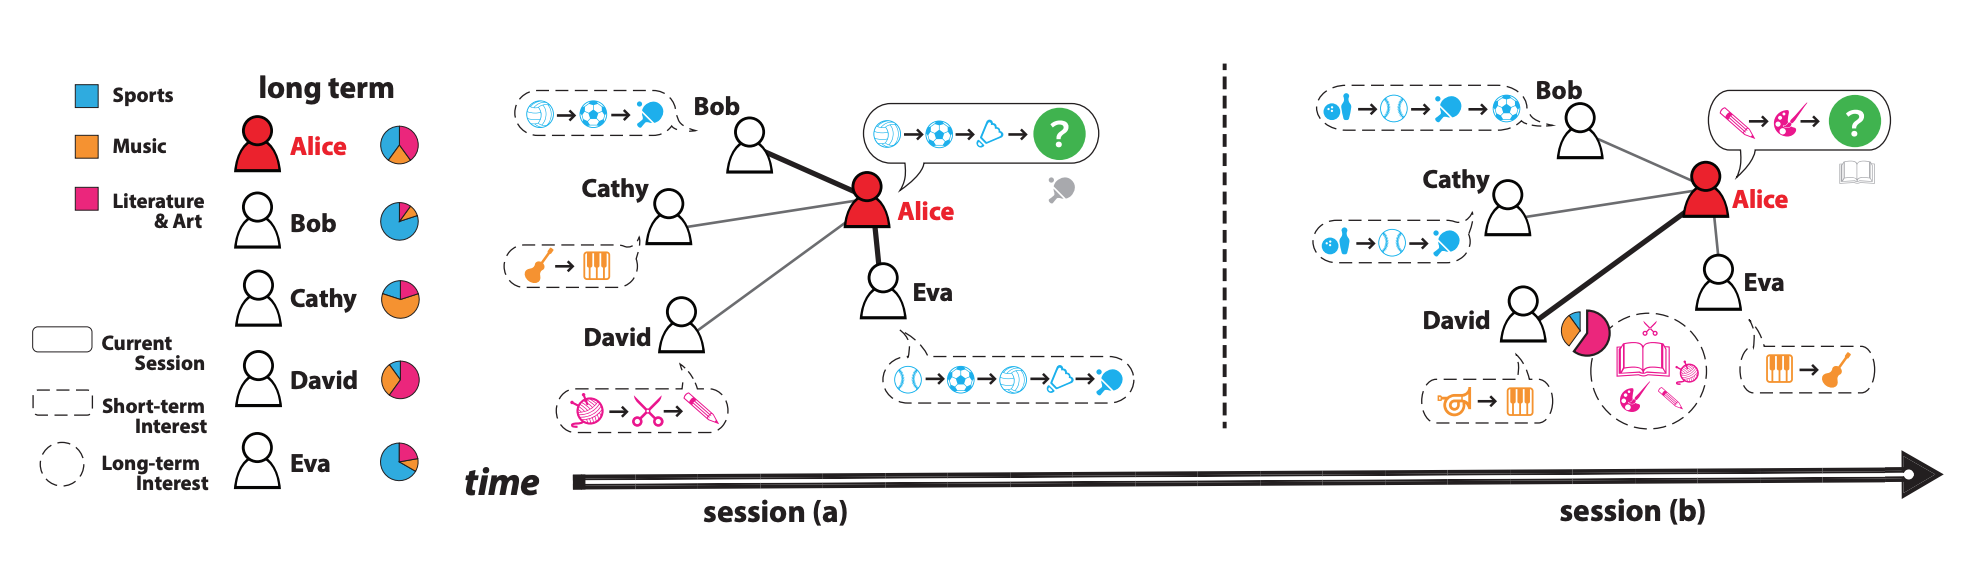 Sports
Music
Literature
& Art
Current
Session
Short-term
Interest
Long-term
Interest
long term
Alice
Bob
Cathy
David
Eva
Bob
?
Cathy
Alice
Eva
David
Bob
?
Cathy
Alice
Eva
David
time
session (a)
session (b)